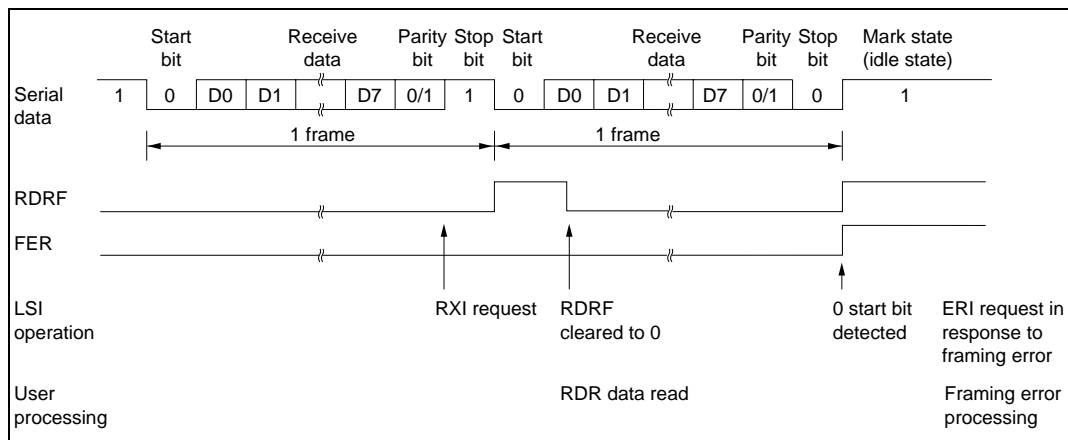 Start bit
Receive data
Parity bit
Stop bit
Start bit
Receive data
Parity bit
Stop bit
Mark state (idle state)
Serial data
1 0 D0 D1 D7 0/1 1 0 D0 D1 D7 0/1 0 1
1 frame 1 frame
RDRF
FER
LSI operation
RXI request
RDRF cleared to 0
0 start bit detected
ERI request in response to framing error
User processing
RDR data read
Framing error processing